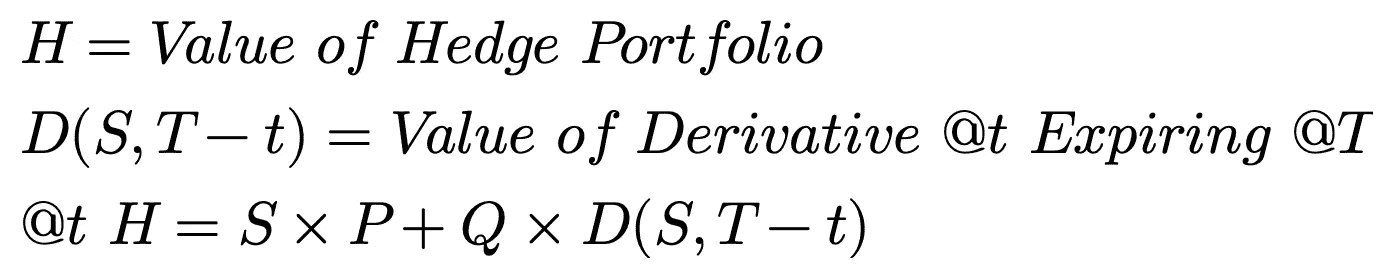 H = Value of Hedge Portfolio
D(S, T − t) = Value of Derivative @t Expiring @T
@t H = S × P + Q × D(S, T − t)